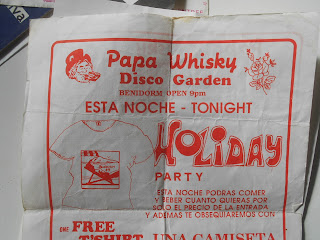 Papa Whisky
Disco Garden
BENIDORM OPEN 9pm
ESTA NOCHE - TONIGHT
HOLIDAY
PARTY
ESTA NOCHE PODRAS COMER
Y BEBER CUANTO QUIERAS POR
SOLO EL PRECIO DE LA ENTRADA
Y ADEMAS TE OBSEQUIAREMOS CON
ONE FREE
T/SHIRT UNA CAMISETA